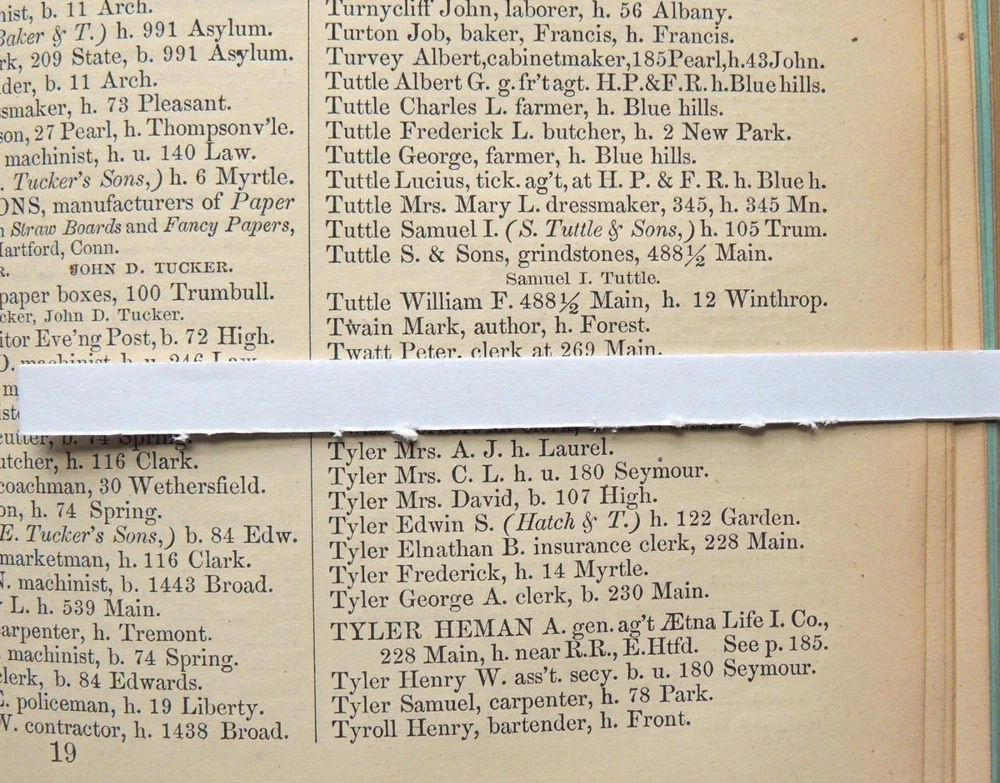 nist, b. 11 Arch.
Baker & T.) h. 991 Asylum.
rk, 209 State, b. 991 Asylum.
der, b. 11 Arch.
smaker, h. 73 Pleasant.
son, 27 Pearl, h. Thompsonv'le.
machinist, h. u. 140 Law.
. Tucker's Sons,) h. 6 Myrtle.
ONS, manufacturers of Paper
n Straw Boards and Fancy Papers,
Hartford, Conn.
R. JOHN D. TUCKER.
paper boxes, 100 Trumbull.
cker, John D. Tucker.
itor Eve'ng Post, b. 72 High.
O. machinist, h. u. 246 Law.
m
ist
cutter, b. 74 Spring.
utcher, h. 116 Clark.
coachman, 30 Wethersfield.
on, h. 74 Spring.
E. Tucker's Sons,) b. 84 Edw.
marketman, h. 116 Clark.
N. machinist, b. 1443 Broad.
L. h. 539 Main.
arpenter, h. Tremont.
machinist, b. 74 Spring.
clerk, b. 84 Edwards.
E. policeman, h. 19 Liberty.
W. contractor, h. 1438 Broad.
19
Turnycliff John, laborer, h. 56 Albany.
Turton Job, baker, Francis, h. Francis.
Turvey Albert, cabinetmaker, 185 Pearl, h. 43 John.
Tuttle Albert G. g. fr't agt. H. P. & F. R. h. Blue hills.
Tuttle Charles L. farmer, h. Blue hills.
Tuttle Frederick L. butcher, h. 2 New Park.
Tuttle George, farmer, h. Blue hills.
Tuttle Lucius, tick. ag't, at H. P. & F. R. h. Blue h.
Tuttle Mrs. Mary L. dressmaker, 345, h. 345 Mn.
Tuttle Samuel I. (S. Tuttle & Sons,) h. 105 Trum.
Tuttle S. & Sons, grindstones, 488½ Main.
Samuel I. Tuttle.
Tuttle William F. 488½ Main, h. 12 Winthrop.
Twain Mark, author, h. Forest.
Twatt Peter, clerk at 269 Main.
Tyler Mrs. A. J. h. Laurel.
Tyler Mrs. C. L. h. u. 180 Seymour.
Tyler Mrs. David, b. 107 High.
Tyler Edwin S. (Hatch & T.) h. 122 Garden.
Tyler Elnathan B. insurance clerk, 228 Main.
Tyler Frederick, h. 14 Myrtle.
Tyler George A. clerk, b. 230 Main.
TYLER HEMAN A. gen. ag't Ætna Life I. Co.,
228 Main, h. near R.R., E.Htfd. See p. 185.
Tyler Henry W. ass't. secy. b. u. 180 Seymour.
Tyler Samuel, carpenter, h. 78 Park.
Tyroll Henry, bartender, h. Front.